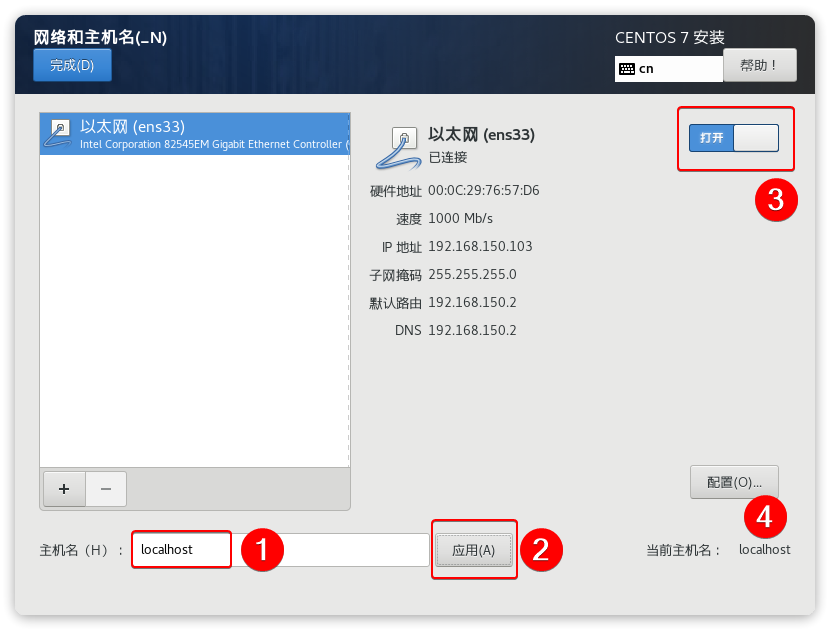 网络和主机名(_N)
CENTOS 7 安装
完成(D)
cn
帮助！
以太网 (ens33)
Intel Corporation 82545EM Gigabit Ethernet Controller (
以太网 (ens33)
已连接
打开
3
硬件地址 00:0C:29:76:57:D6
速度 1000 Mb/s
IP 地址 192.168.150.103
子网掩码 255.255.255.0
默认路由 192.168.150.2
DNS 192.168.150.2
+ −
配置(O)...
4
主机名（H）： localhost
1
应用(A)
2
当前主机名： localhost